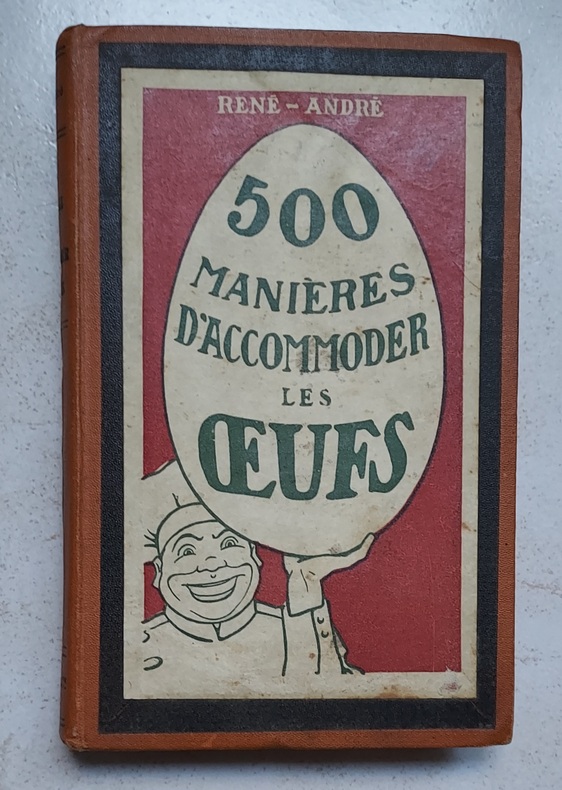 RENÉ – ANDRÉ
500
MANIÈRES
D'ACCOMMODER
LES
ŒUFS